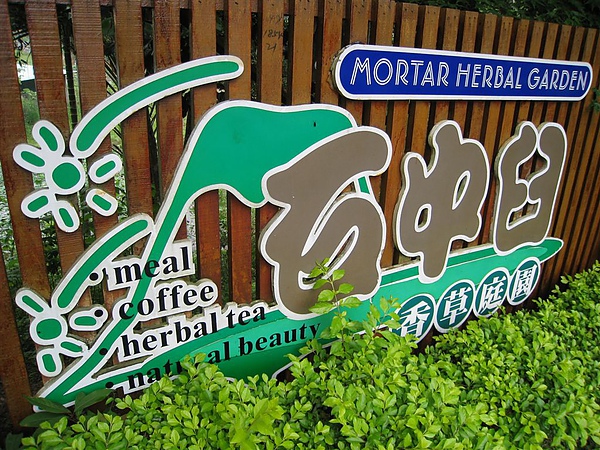 MORTAR HERBAL GARDEN
石中臼
香草庭園
• meal
• coffee
• herbal tea
• natural beauty